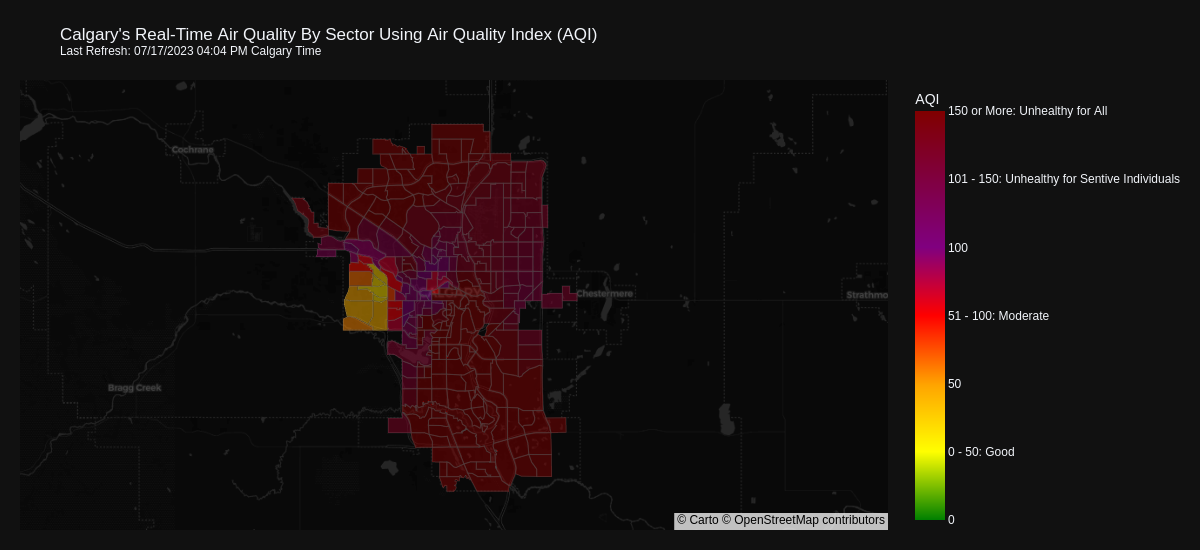 Calgary's Real-Time Air Quality By Sector Using Air Quality Index (AQI)
Last Refresh: 07/17/2023 04:04 PM Calgary Time
AQI
150 or More: Unhealthy for All
101 - 150: Unhealthy for Sentive Individuals
100
51 - 100: Moderate
50
0 - 50: Good
0
Cochrane
Chestermere
Strathmo
Bragg Creek
© Carto © OpenStreetMap contributors